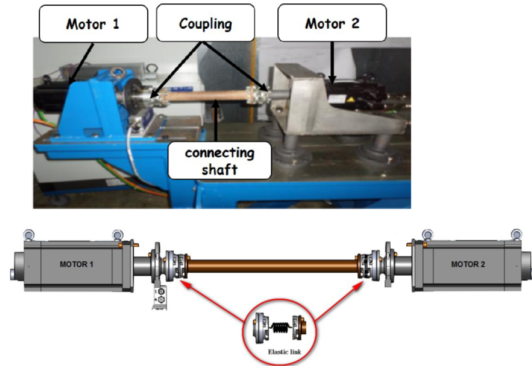 Motor 1
Coupling
Motor 2
connecting
shaft
MOTOR 1
MOTOR 2
Elastic link